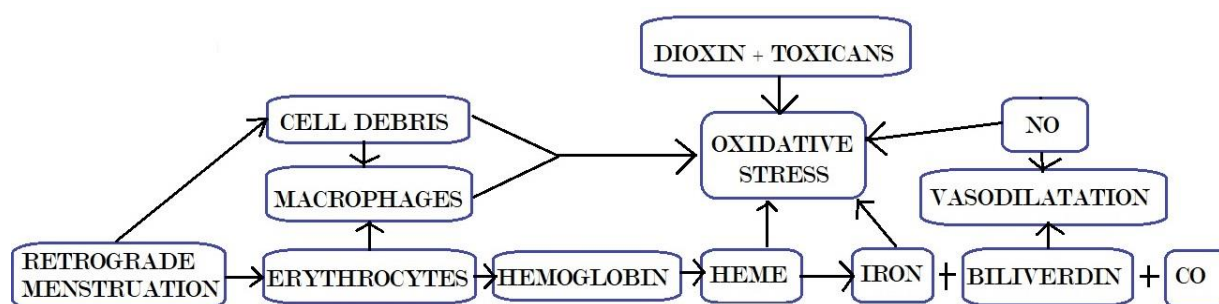 DIOXIN + TOXICANS
CELL DEBRIS
OXIDATIVE
STRESS
NO
MACROPHAGES
VASODILATATION
RETROGRADE
MENSTRUATION
ERYTHROCYTES
HEMOGLOBIN
HEME
IRON + BILIVERDIN + CO